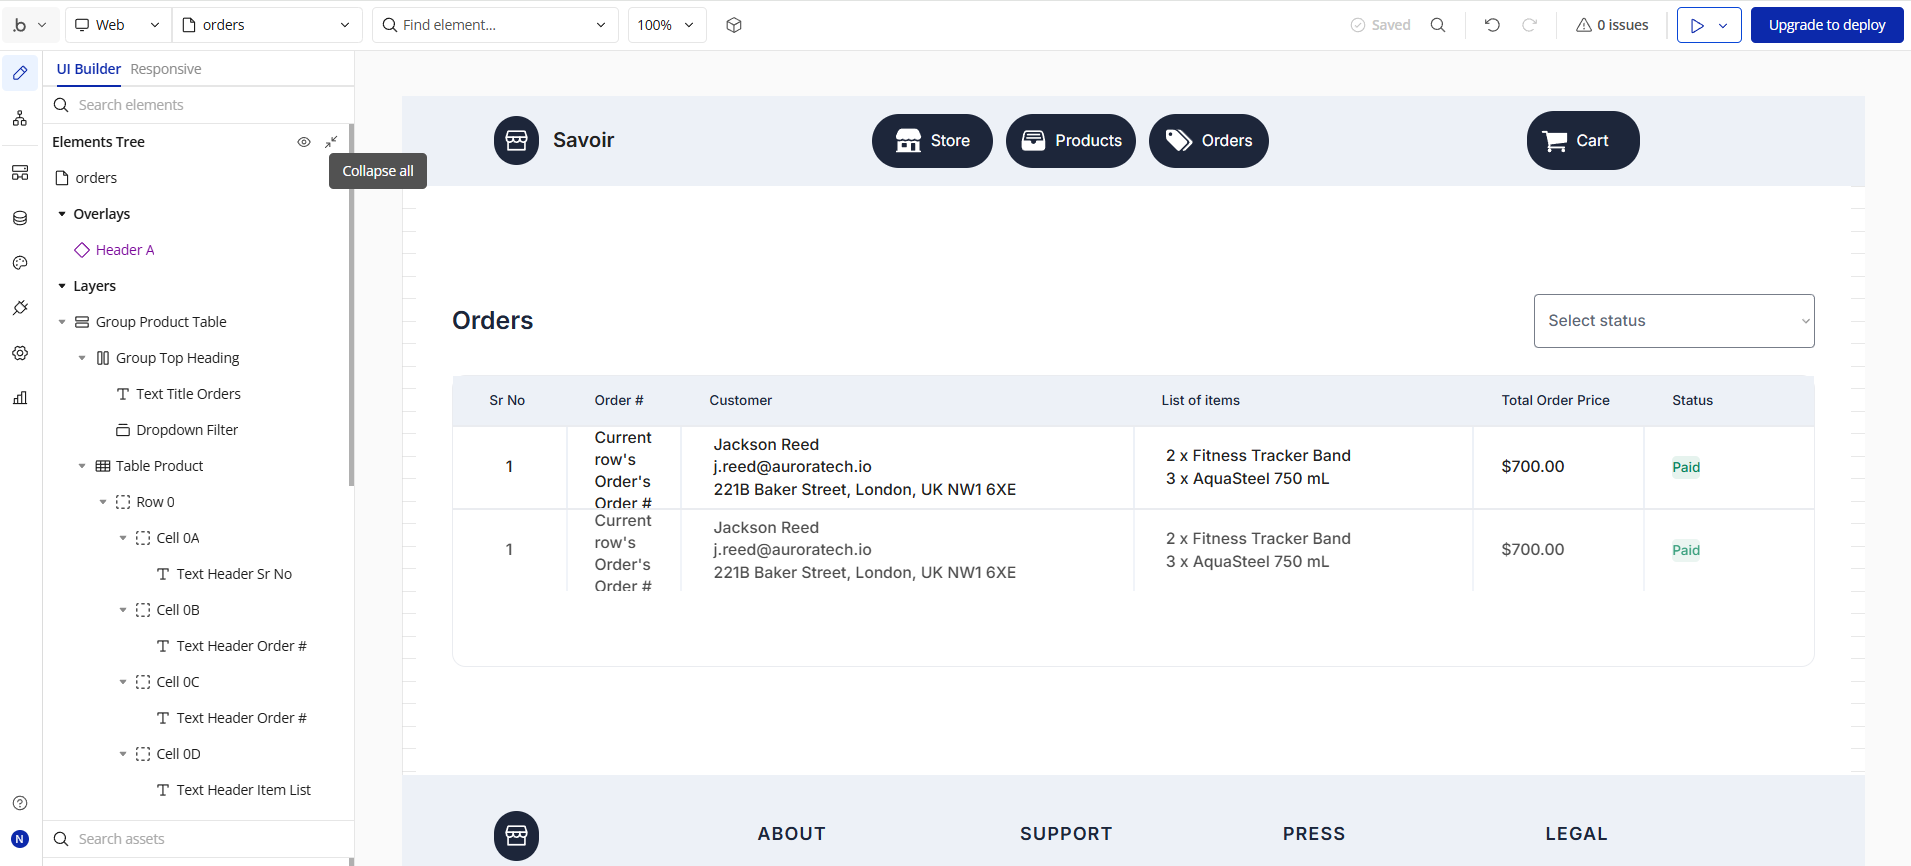 .b
Web
orders
Find element...
100%
Saved
0 issues
Upgrade to deploy
UI Builder
Responsive
Search elements
Elements Tree
Collapse all
orders
Overlays
Header A
Layers
Group Product Table
Group Top Heading
Text Title Orders
Dropdown Filter
Table Product
Row 0
Cell 0A
Text Header Sr No
Cell 0B
Text Header Order #
Cell 0C
Text Header Order #
Cell 0D
Text Header Item List
Search assets
N
Savoir
Store
Products
Orders
Cart
Orders
Select status
Sr No
Order #
Customer
List of items
Total Order Price
Status
1
Current
row's
Order's
Order #
Jackson Reed
j.reed@auroratech.io
221B Baker Street, London, UK NW1 6XE
2 x Fitness Tracker Band
3 x AquaSteel 750 mL
$700.00
Paid
1
Current
row's
Order's
Order #
Jackson Reed
j.reed@auroratech.io
221B Baker Street, London, UK NW1 6XE
2 x Fitness Tracker Band
3 x AquaSteel 750 mL
$700.00
Paid
ABOUT
SUPPORT
PRESS
LEGAL